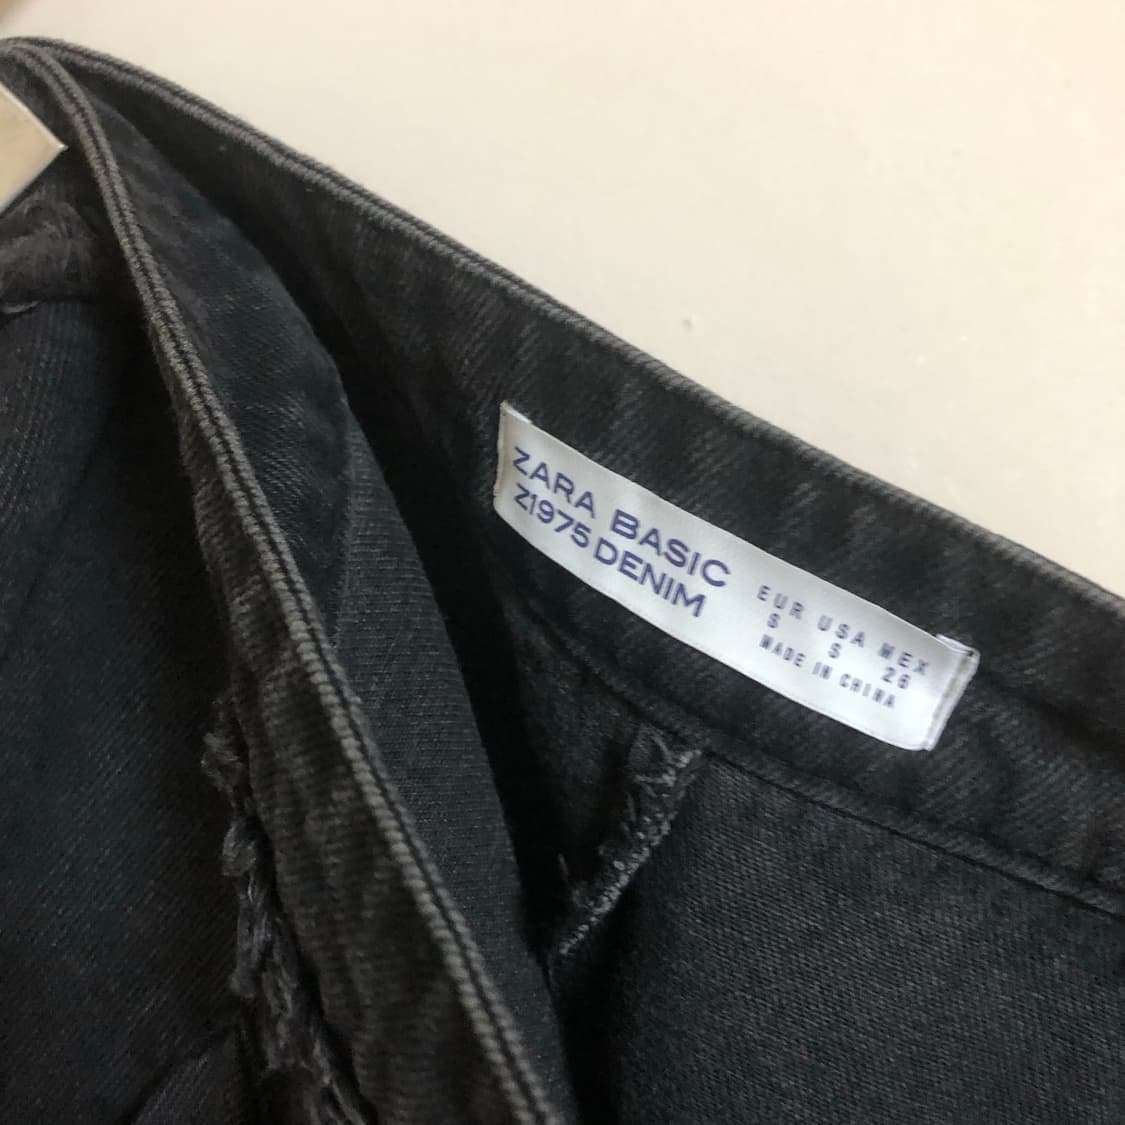 ZARA BASIC
Z1975 DENIM
EUR USA MEX
S S 26
MADE IN CHINA